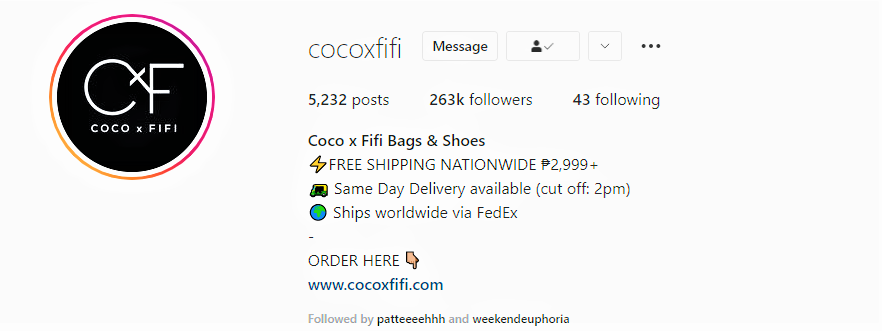 CXF
COCO x FIFI
cocoxfifi
Message
5,232 posts 263k followers 43 following
Coco x Fifi Bags & Shoes
⚡FREE SHIPPING NATIONWIDE ₱2,999+
🛺 Same Day Delivery available (cut off: 2pm)
🌍 Ships worldwide via FedEx
-
ORDER HERE 👇🏼
www.cocoxfifi.com
Followed by patteeeehhh and weekendeuphoria